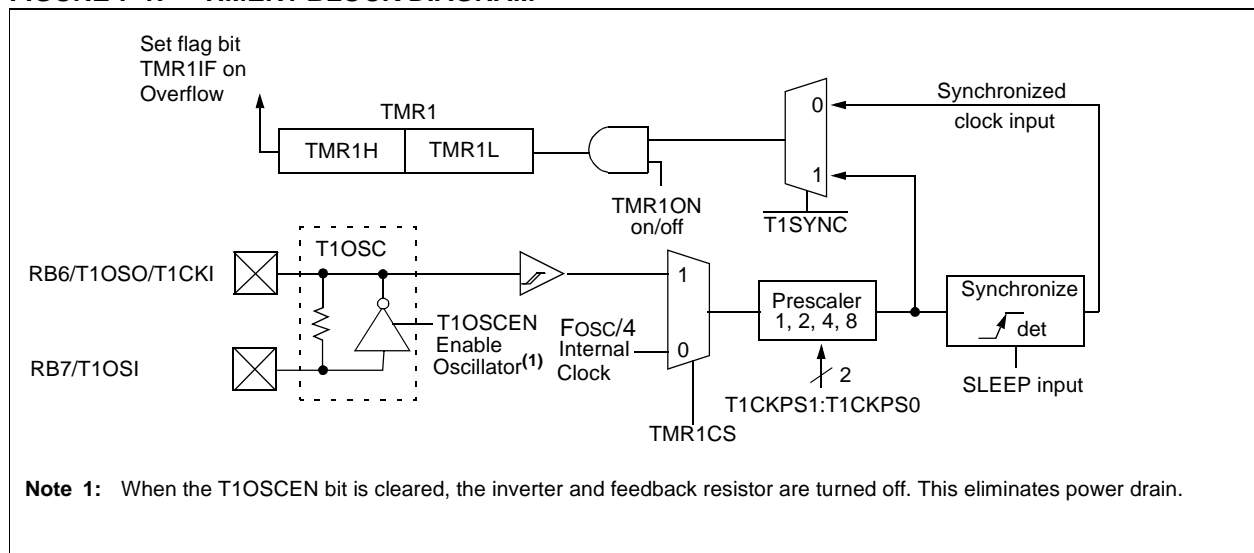 Set flag bit
TMR1IF on
Overflow
TMR1
TMR1H
TMR1L
TMR1ON
on/off
0
1
T1SYNC
Synchronized
clock input
T1OSC
RB6/T1OSO/T1CKI
RB7/T1OSI
T1OSCEN
Enable
Oscillator(1)
FOSC/4
Internal
Clock
1
0
TMR1CS
Prescaler
1, 2, 4, 8
2
T1CKPS1:T1CKPS0
Synchronize
det
SLEEP input
Note 1: When the T1OSCEN bit is cleared, the inverter and feedback resistor are turned off. This eliminates power drain.